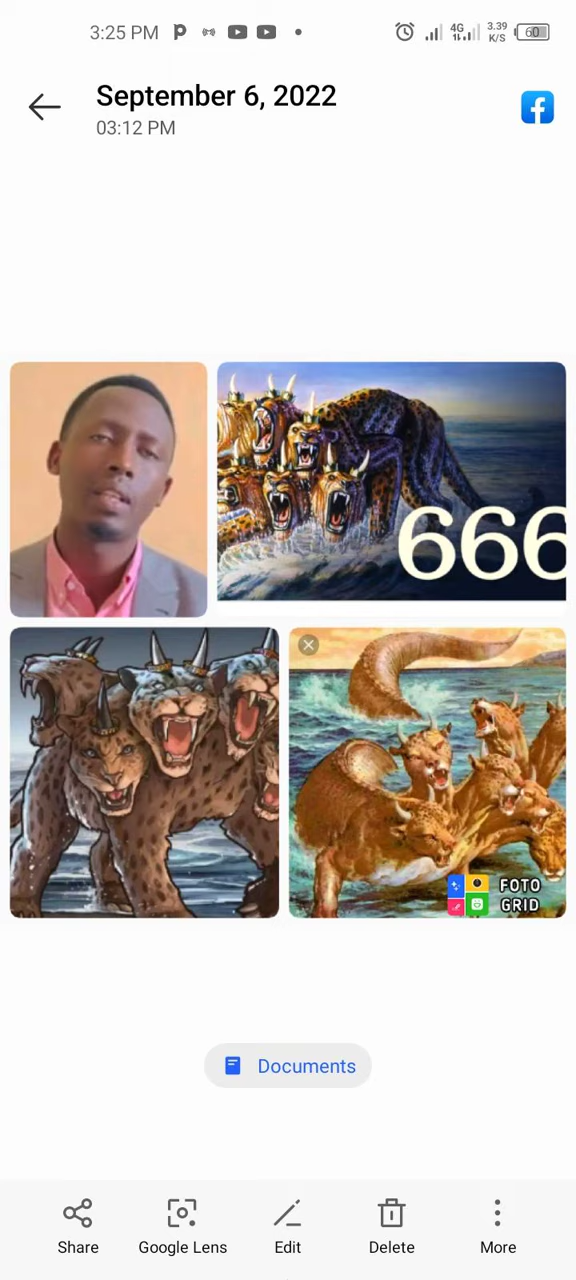 3:25 PM
4G
3.39
K/S
60
September 6, 2022
03:12 PM
666
FOTO
GRID
Documents
Share
Google Lens
Edit
Delete
More